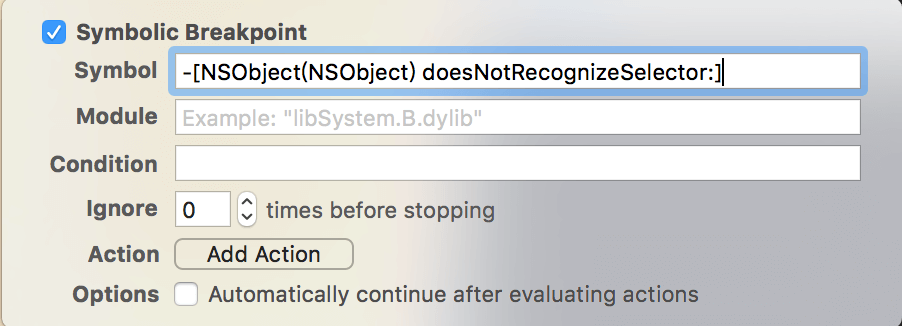 Symbolic Breakpoint
Symbol -[NSObject(NSObject) doesNotRecognizeSelector:]
Module Example: "libSystem.B.dylib"
Condition
Ignore 0 times before stopping
Action Add Action
Options Automatically continue after evaluating actions